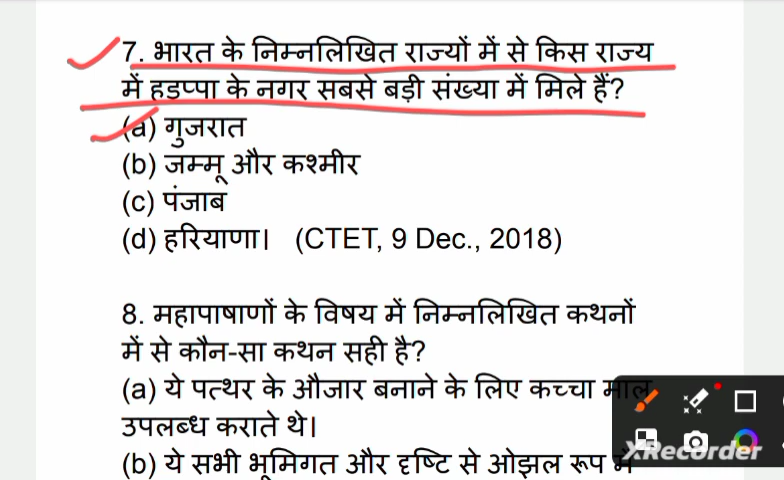 7. भारत के निम्नलिखित राज्यों में से किस राज्य
में हडप्पा के नगर सबसे बड़ी संख्या में मिले हैं?
(a) गुजरात
(b) जम्मू और कश्मीर
(c) पंजाब
(d) हरियाणा। (CTET, 9 Dec., 2018)
8. महापाषाणों के विषय में निम्नलिखित कथनों
में से कौन-सा कथन सही है?
(a) ये पत्थर के औजार बनाने के लिए कच्चा माल
उपलब्ध कराते थे।
(b) ये सभी भूमिगत और दृष्टि से ओझल रूप में
XRecorder